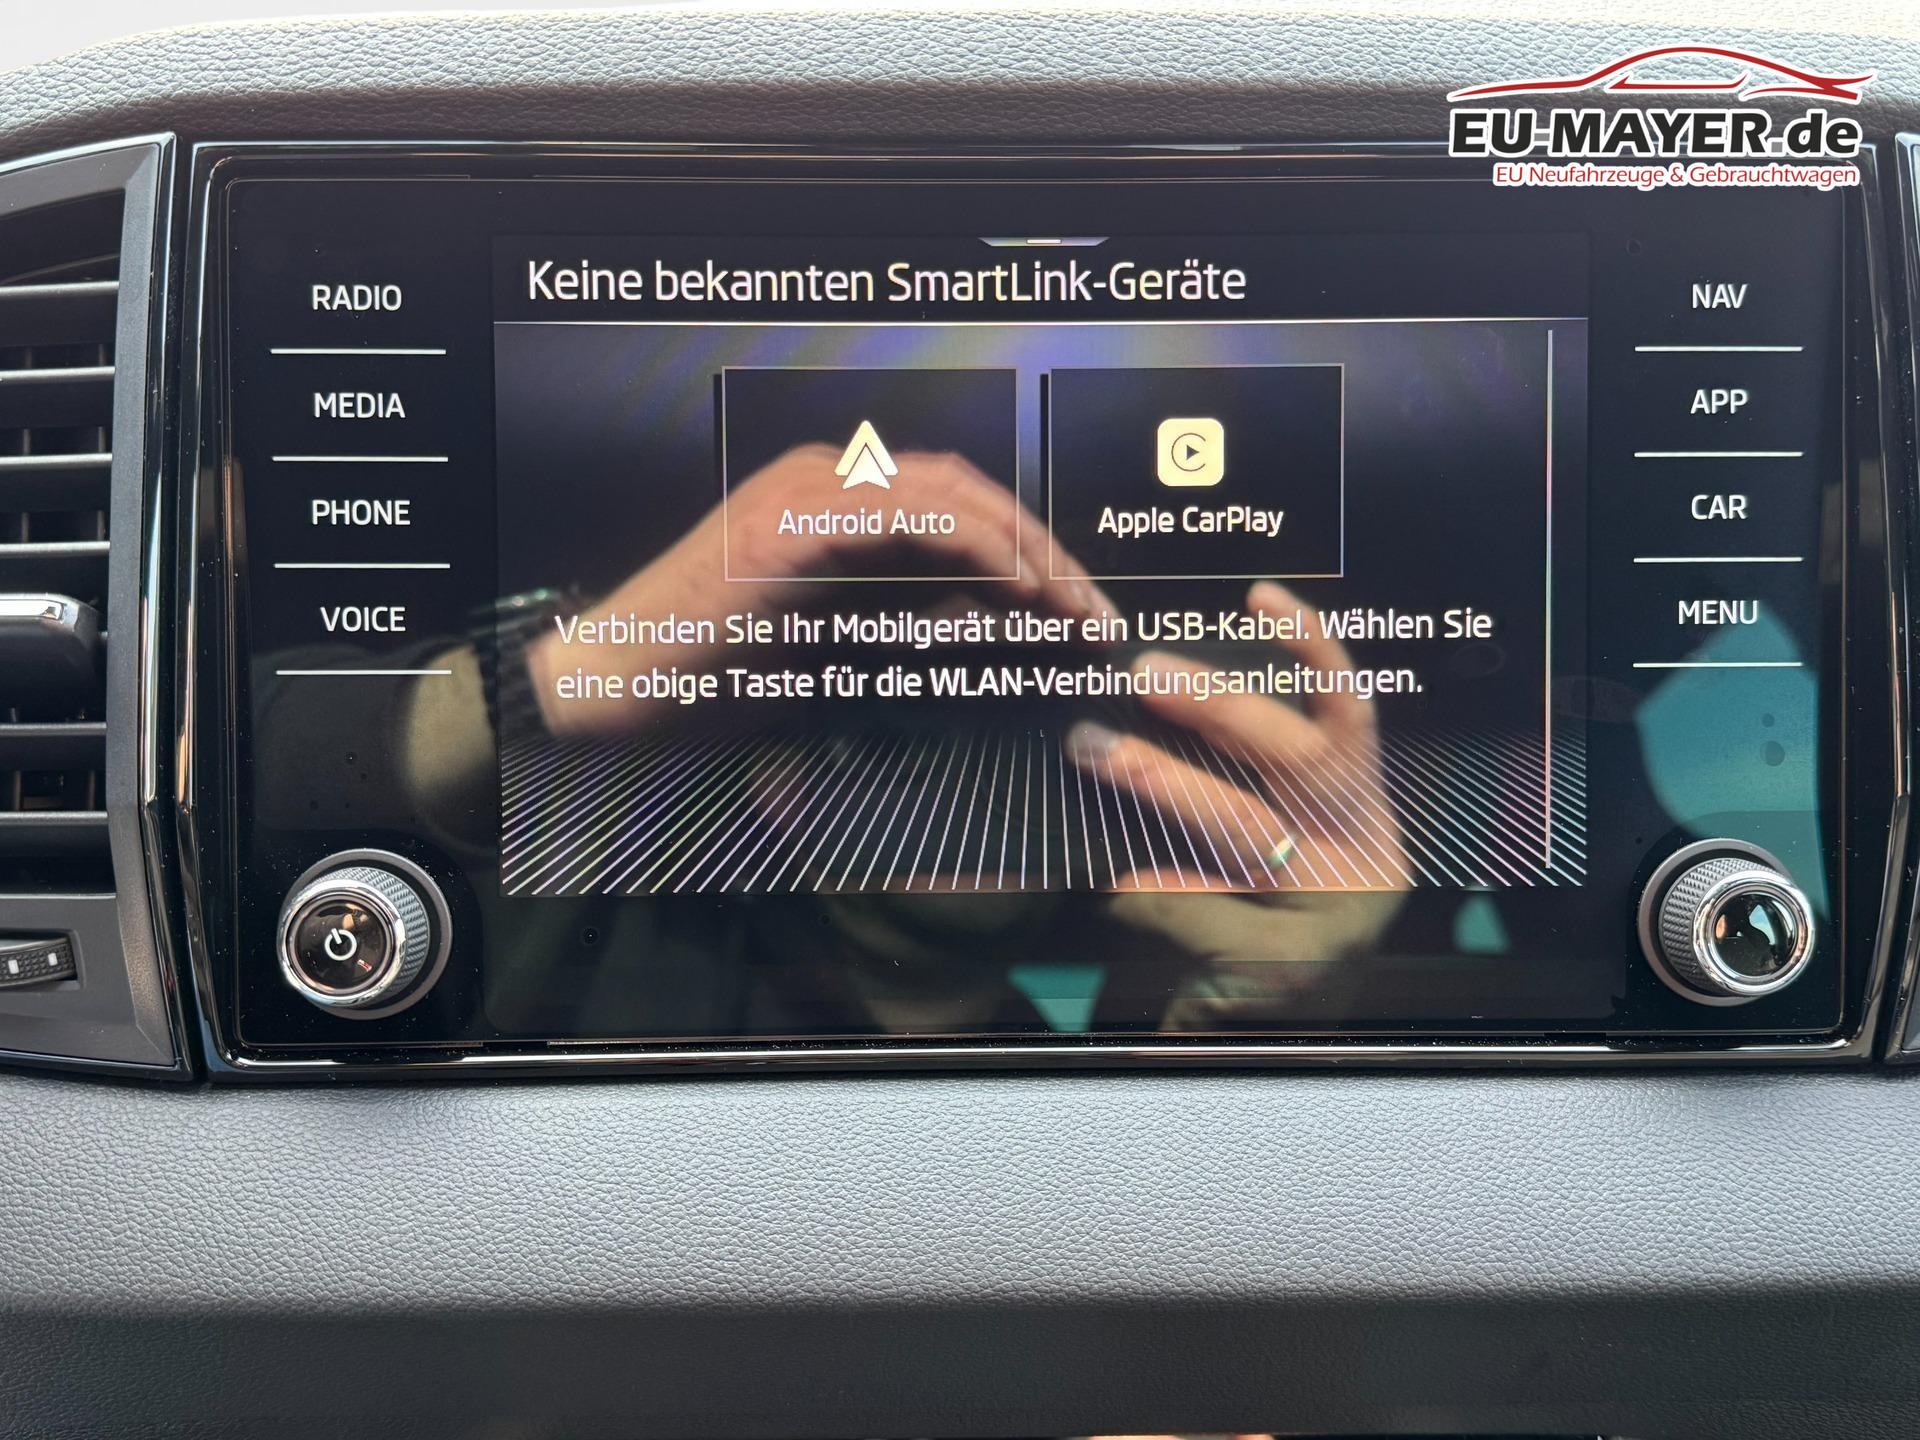 EU-MAYER.de
EU Neufahrzeuge & Gebrauchtwagen
Keine bekannten SmartLink-Geräte
RADIO
MEDIA
PHONE
VOICE
Android Auto
Apple CarPlay
Verbinden Sie Ihr Mobilgerät über ein USB-Kabel. Wählen Sie
eine obige Taste für die WLAN-Verbindungsanleitungen.
NAV
APP
CAR
MENU